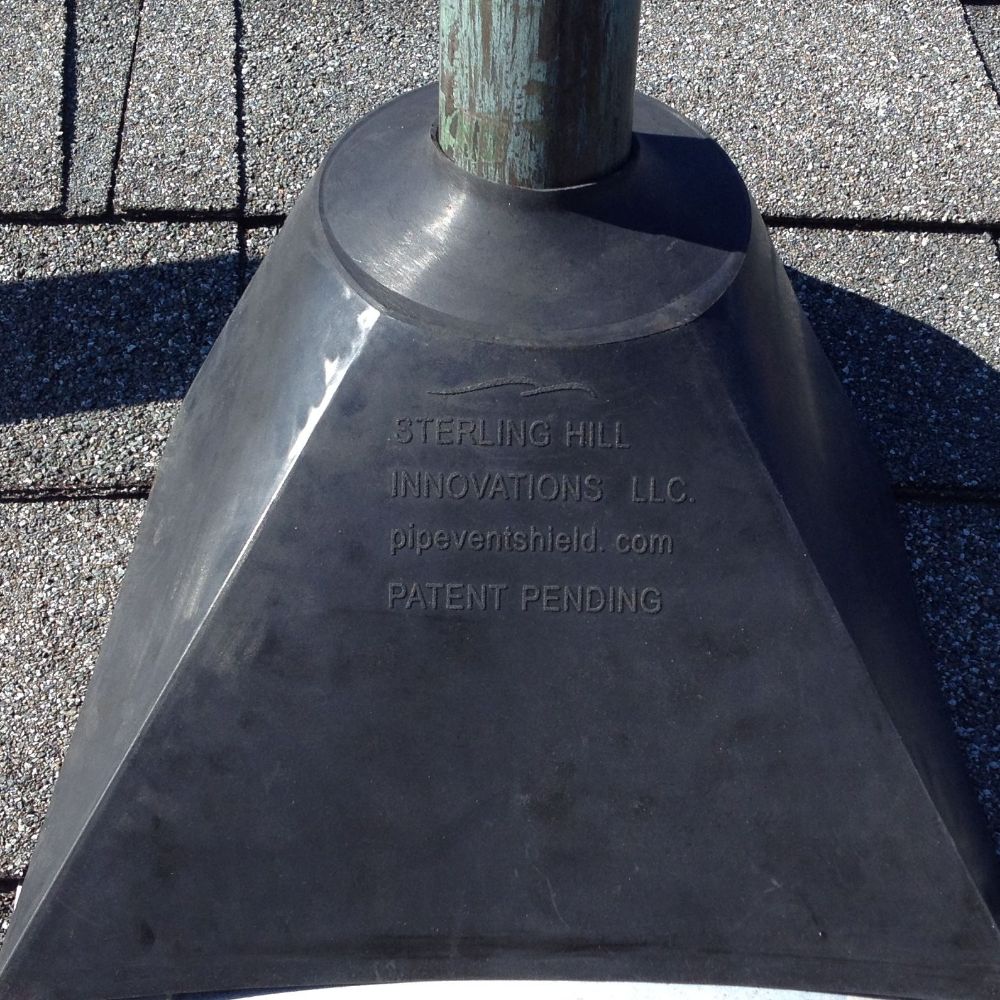 STERLING HILL
INNOVATIONS LLC.
pipeventshield. com
PATENT PENDING